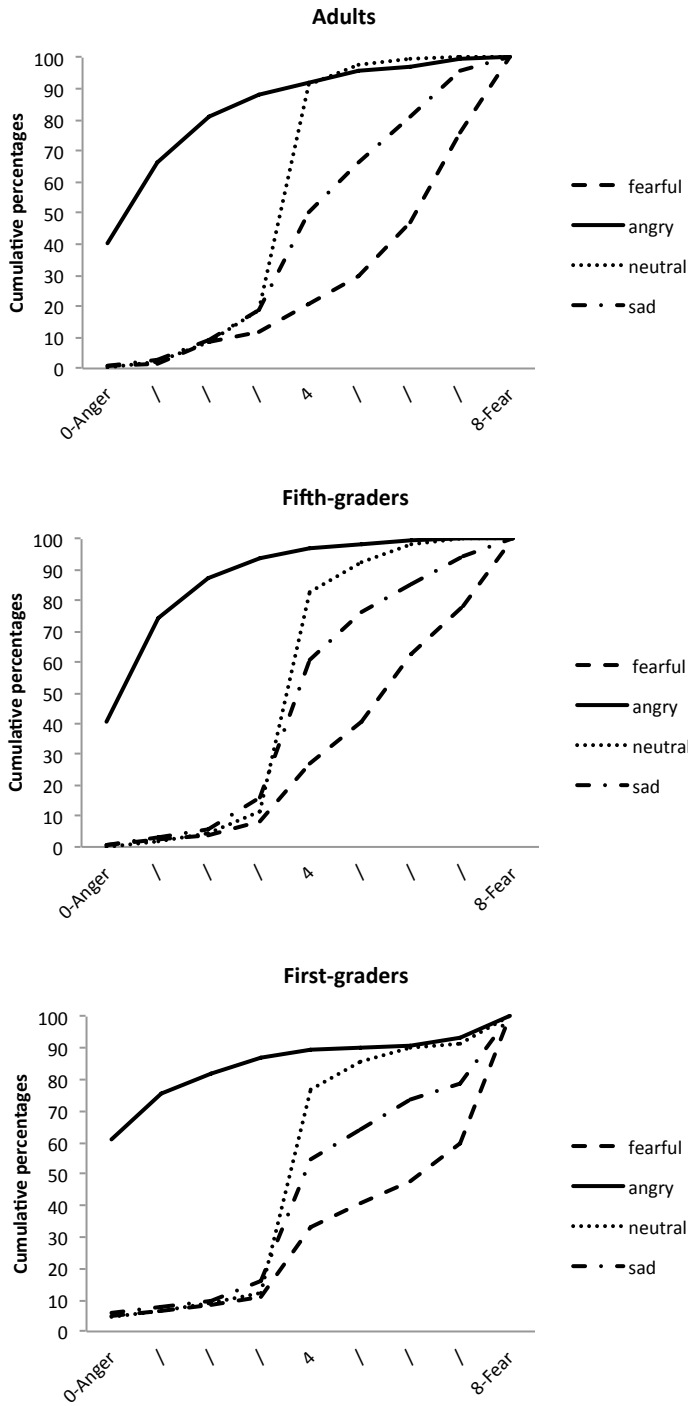 Adults
Cumulative percentages
100
90
80
70
60
50
40
30
20
10
0
0-Anger / / / 4 / / / 8-Fear
fearful
angry
neutral
sad
Fifth-graders
Cumulative percentages
100
90
80
70
60
50
40
30
20
10
0
0-Anger / / / 4 / / / 8-Fear
fearful
angry
neutral
sad
First-graders
Cumulative percentages
100
90
80
70
60
50
40
30
20
10
0
0-Anger / / / 4 / / / 8-Fear
fearful
angry
neutral
sad